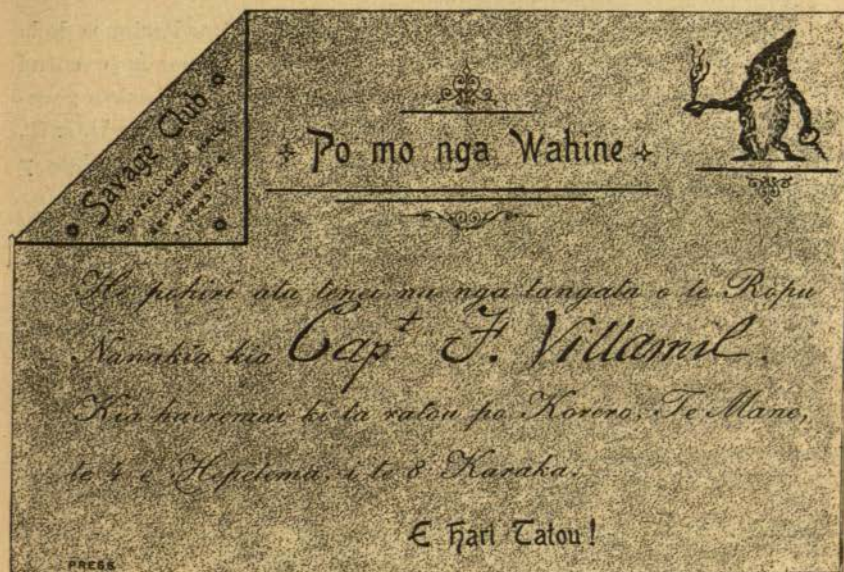 Savage Club
ODDFELLOWS' HALL
SEPTEMBER 4
1893
Po mo nga Wahine
He pohiri atu tenei na nga tangata o te Ropu
Nanakia kia Capt F. Villamil.
Kia haeremai ki ta ratou po Korero, Te Mane,
te 4 o Hepetema, i te 8 Karaka.
E hari Tatou!
PRESS